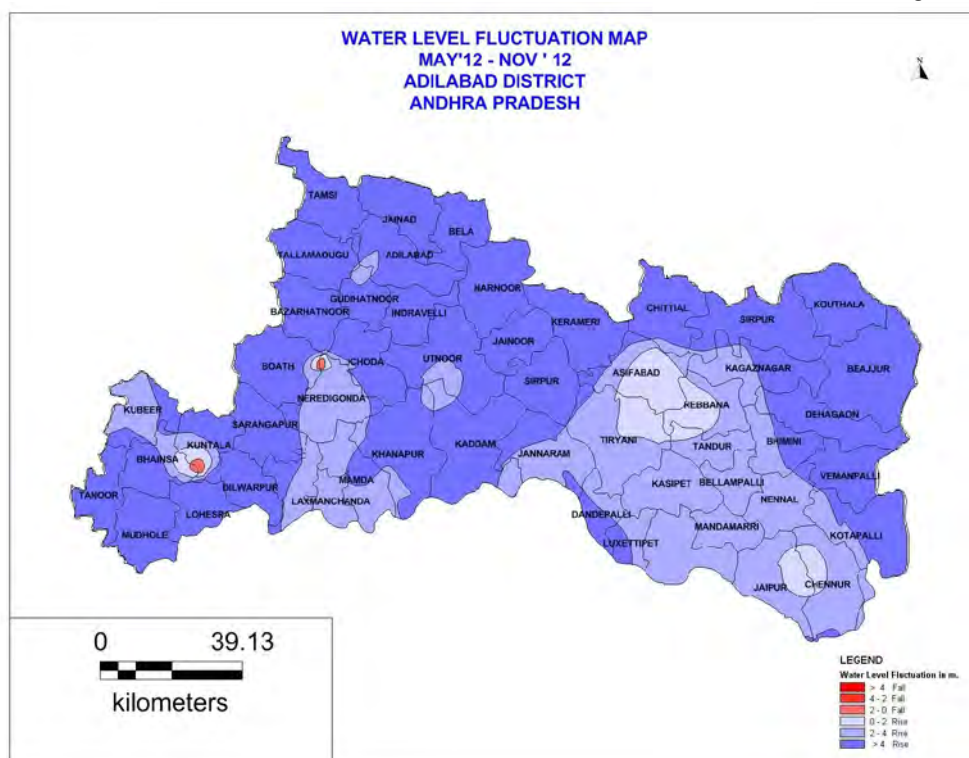 WATER LEVEL FLUCTUATION MAP
MAY'12 - NOV ' 12
ADILABAD DISTRICT
ANDHRA PRADESH
TAMSI
JAINAD
BELA
TALLAMADUGU
ADILABAD
NARNOOR
GUDIHATNOOR
BAZARHATNOOR
INDRAVELLI
CHITTIAL
KOUTHALA
SIRPUR
KERAMERI
JAINOOR
BOATH
ICHODA
UTNOOR
ASIFABAD
KAGAZNAGAR
BEAJJUR
SIRPUR
NEREDIGONDA
REBBANA
KUBEER
DEHAGAON
SARANGAPUR
KUNTALA
TIRYANI
TANDUR
BHIMINI
KADDAM
KHANAPUR
JANNARAM
BHAINSA
VEMANPALLI
MAMDA
KASIPET
BELLAMPALLI
DILWARPUR
TANOOR
LAXMANCHANDA
NENNAL
LOHESRA
DANDEPALLI
MANDAMARRI
MUDHOLE
KOTAPALLI
LUXETTIPET
JAIPUR
CHENNUR
0 39.13
kilometers
LEGEND
Water Level Fluctuation in m.
> 4 Fall
4 - 2 Fall
2 - 0 Fall
0 - 2 Rise
2 - 4 Rise
> 4 Rise